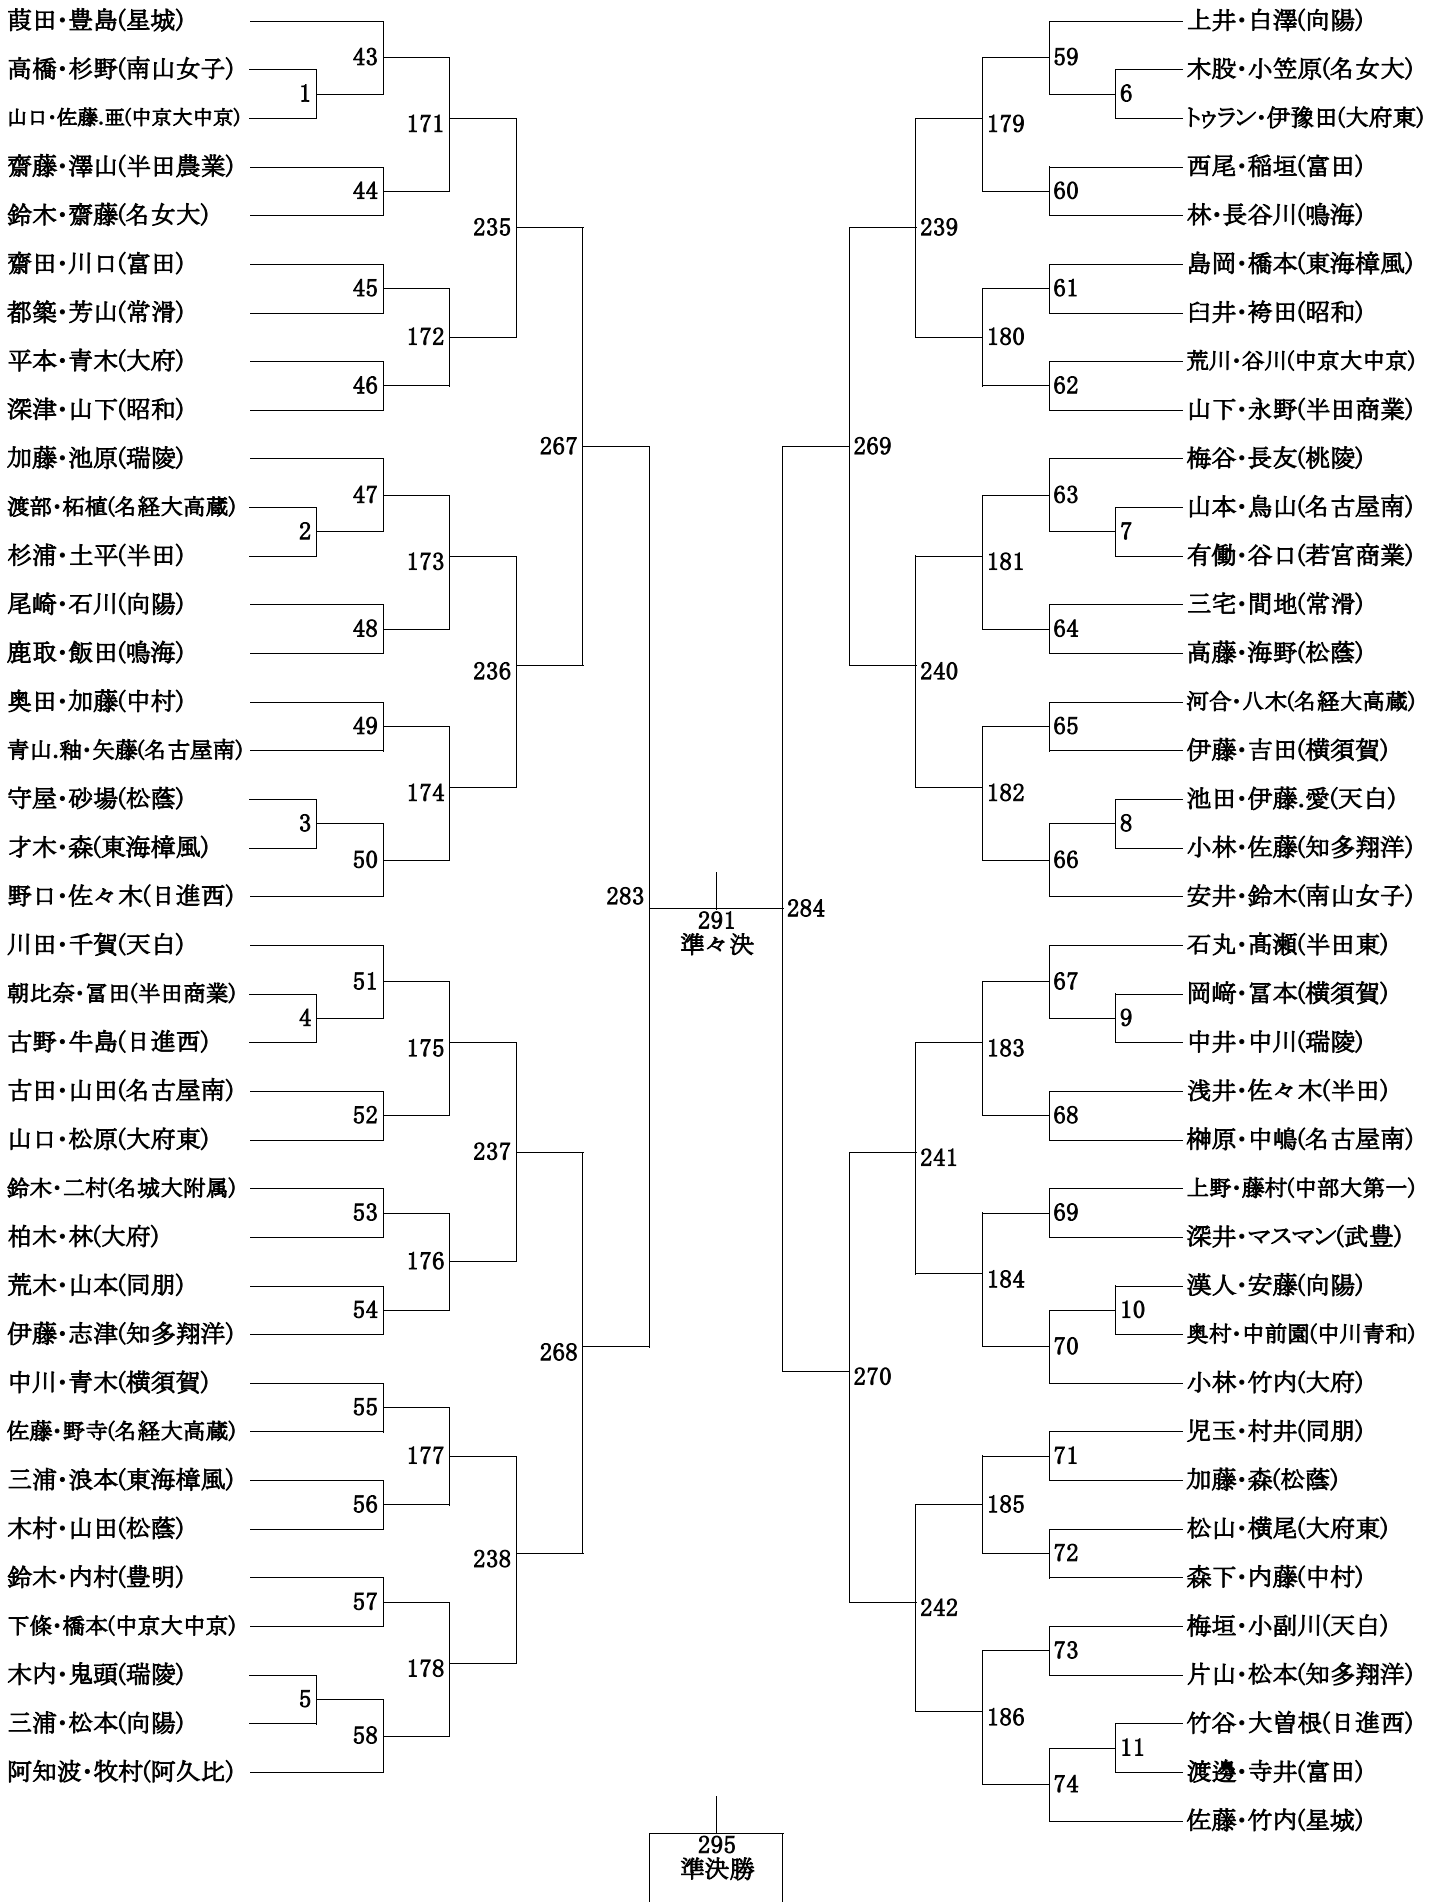 葭田・豊島(星城)
高橋・杉野(南山女子)
山口・佐藤.亜(中京大中京)
齋藤・澤山(半田農業)
鈴木・齋藤(名女大)
齋田・川口(富田)
都築・芳山(常滑)
平本・青木(大府)
深津・山下(昭和)
加藤・池原(瑞陵)
渡部・柘植(名経大高蔵)
杉浦・土平(半田)
尾崎・石川(向陽)
鹿取・飯田(鳴海)
奥田・加藤(中村)
青山.釉・矢藤(名古屋南)
守屋・砂場(松蔭)
才木・森(東海樟風)
野口・佐々木(日進西)
川田・千賀(天白)
朝比奈・冨田(半田商業)
古野・牛島(日進西)
古田・山田(名古屋南)
山口・松原(大府東)
鈴木・二村(名城大附属)
柏木・林(大府)
荒木・山本(同朋)
伊藤・志津(知多翔洋)
中川・青木(横須賀)
佐藤・野寺(名経大高蔵)
三浦・浪本(東海樟風)
木村・山田(松蔭)
鈴木・内村(豊明)
下條・橋本(中京大中京)
木内・鬼頭(瑞陵)
三浦・松本(向陽)
阿知波・牧村(阿久比)
1
2
3
4
5
43
44
45
46
47
48
49
50
51
52
53
54
55
56
57
58
171
172
173
174
175
176
177
178
235
236
237
238
267
268
283
291
準々決
295
準決勝
284
269
270
239
240
241
242
179
180
181
182
183
184
185
186
59
60
61
62
63
64
65
66
67
68
69
70
71
72
73
74
6
7
8
9
10
11
上井・白澤(向陽)
木股・小笠原(名女大)
トゥラン・伊豫田(大府東)
西尾・稲垣(富田)
林・長谷川(鳴海)
島岡・橋本(東海樟風)
臼井・袴田(昭和)
荒川・谷川(中京大中京)
山下・永野(半田商業)
梅谷・長友(桃陵)
山本・鳥山(名古屋南)
有働・谷口(若宮商業)
三宅・間地(常滑)
高藤・海野(松蔭)
河合・八木(名経大高蔵)
伊藤・吉田(横須賀)
池田・伊藤.愛(天白)
小林・佐藤(知多翔洋)
安井・鈴木(南山女子)
石丸・髙瀬(半田東)
岡﨑・冨本(横須賀)
中井・中川(瑞陵)
浅井・佐々木(半田)
榊原・中嶋(名古屋南)
上野・藤村(中部大第一)
深井・マスマン(武豊)
漢人・安藤(向陽)
奥村・中前園(中川青和)
小林・竹内(大府)
児玉・村井(同朋)
加藤・森(松蔭)
松山・横尾(大府東)
森下・内藤(中村)
梅垣・小副川(天白)
片山・松本(知多翔洋)
竹谷・大曽根(日進西)
渡邊・寺井(富田)
佐藤・竹内(星城)